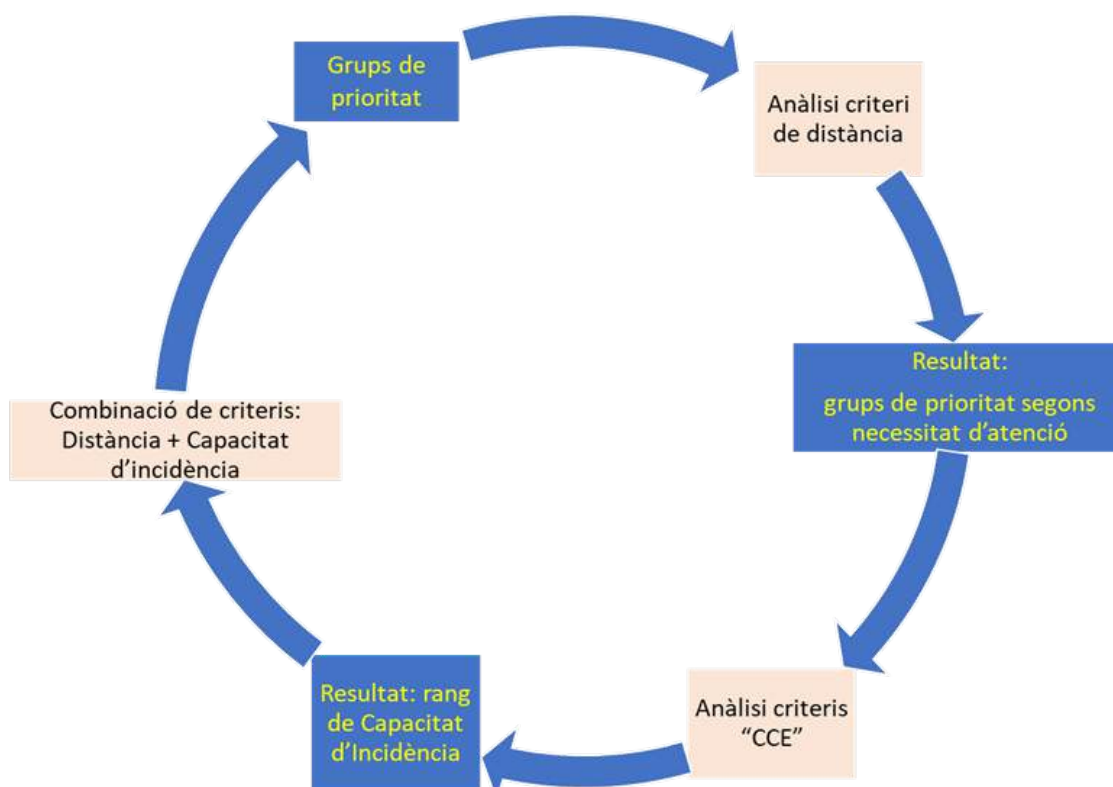 Grups de
prioritat
Anàlisi criteri
de distància
Resultat:
grups de prioritat segons
necessitat d'atenció
Anàlisi criteris
“CCE”
Resultat: rang
de Capacitat
d'Incidència
Combinació de criteris:
Distància + Capacitat
d'incidència